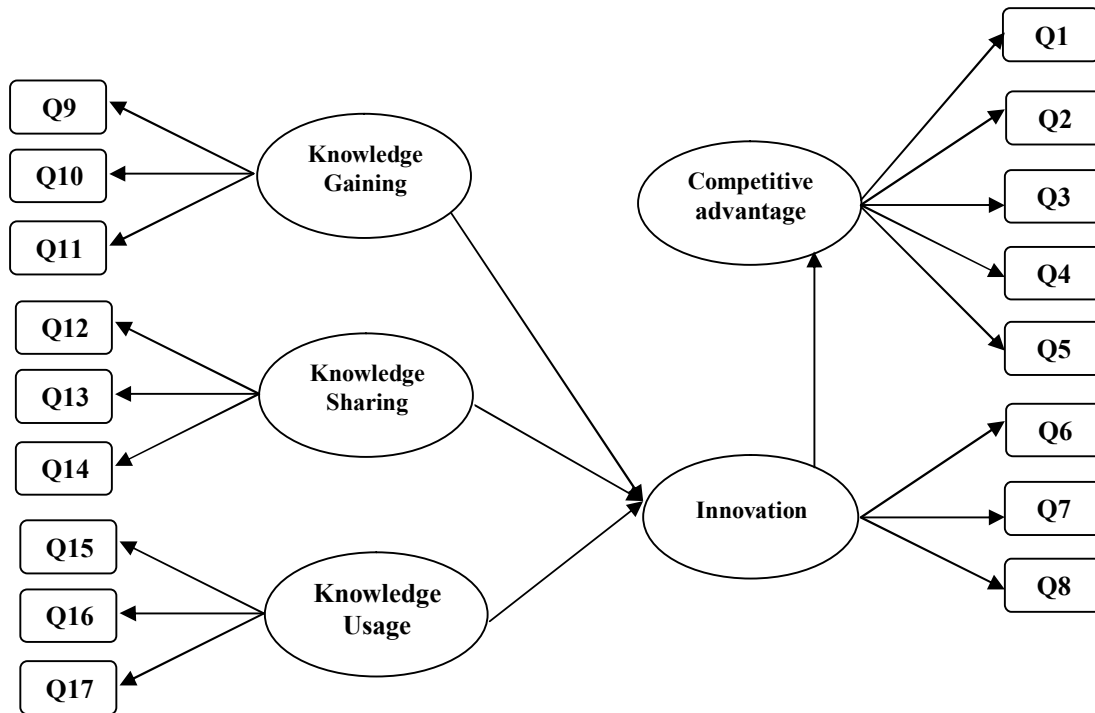 Q9
Q10
Q11
Knowledge
Gaining
Q12
Q13
Q14
Knowledge
Sharing
Q15
Q16
Q17
Knowledge
Usage
Competitive
advantage
Q1
Q2
Q3
Q4
Q5
Innovation
Q6
Q7
Q8